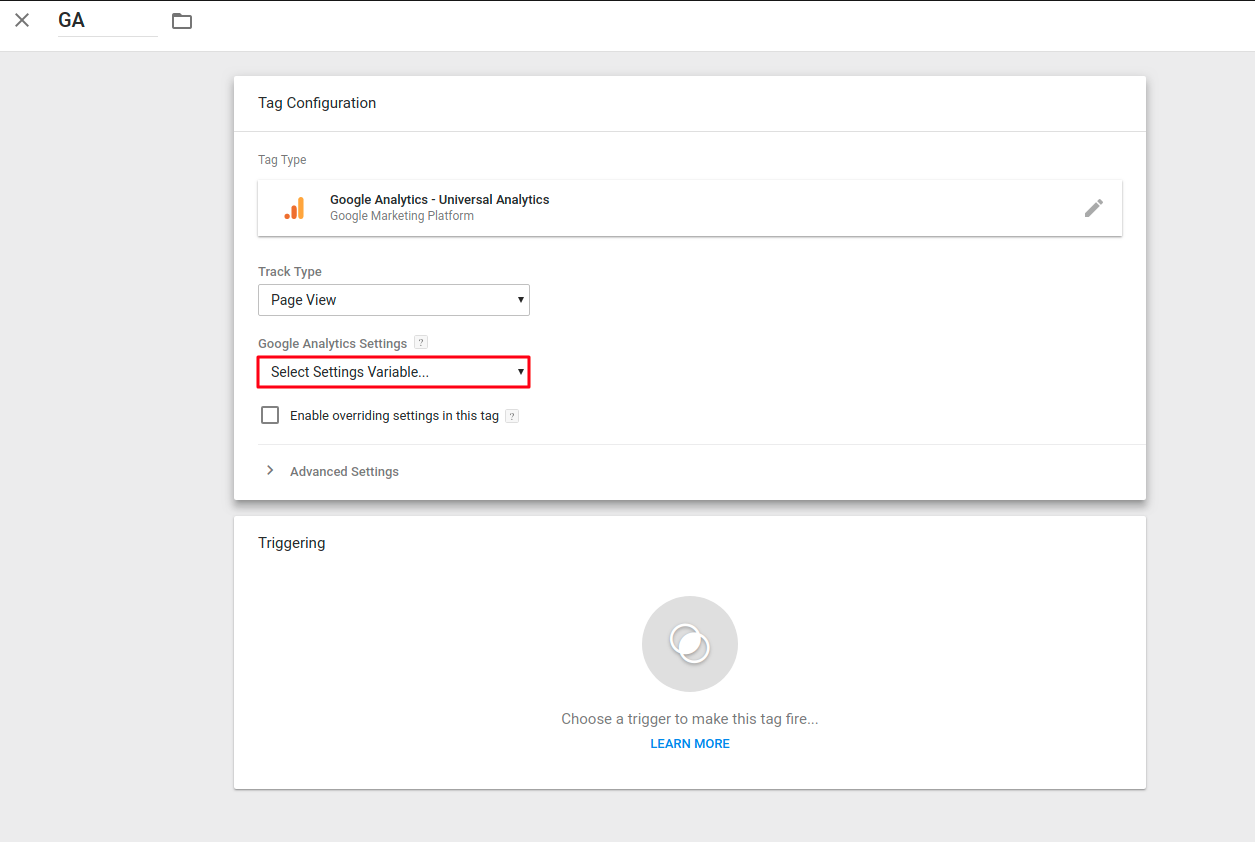 GA
Tag Configuration
Tag Type
Google Analytics - Universal Analytics
Google Marketing Platform
Track Type
Page View
Google Analytics Settings ?
Select Settings Variable...
Enable overriding settings in this tag ?
Advanced Settings
Triggering
Choose a trigger to make this tag fire...
LEARN MORE